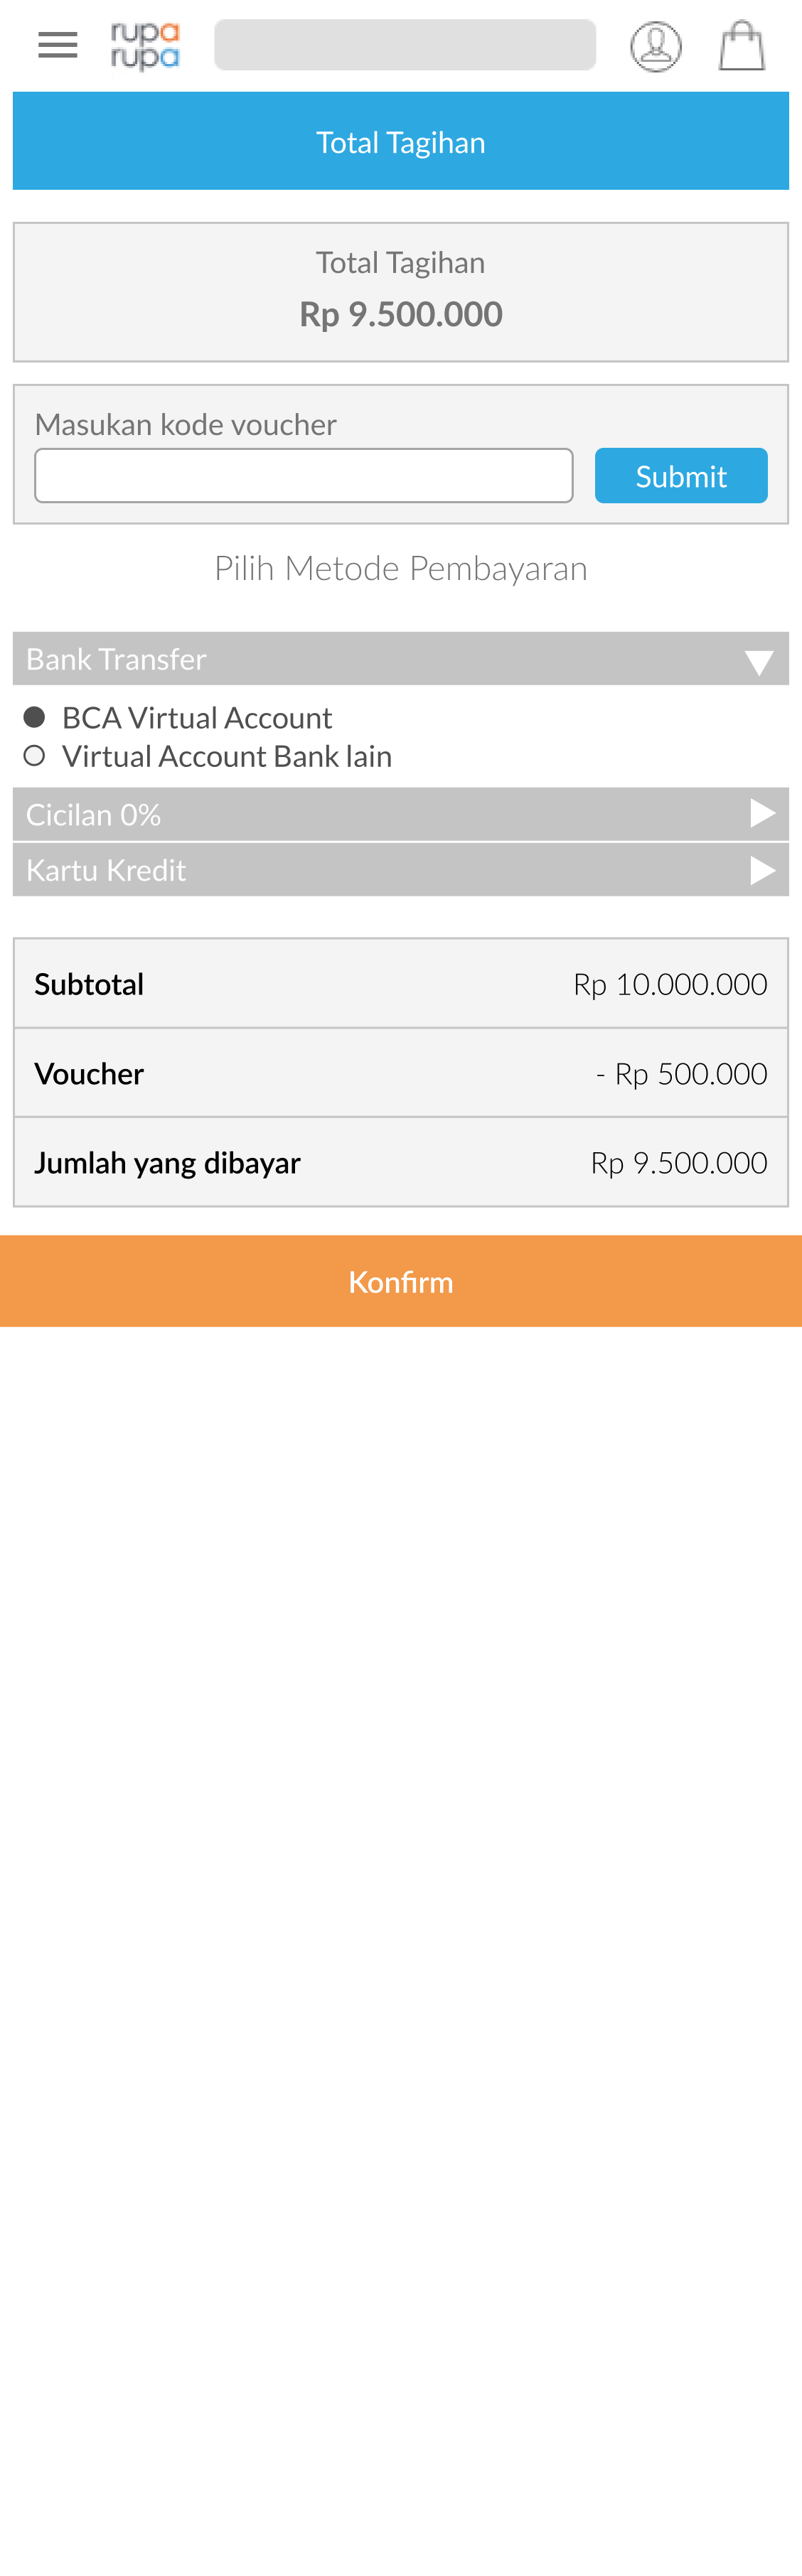 rupa
rupa
Total Tagihan
Total Tagihan
Rp 9.500.000
Masukan kode voucher
Submit
Pilih Metode Pembayaran
Bank Transfer
BCA Virtual Account
Virtual Account Bank lain
Cicilan 0%
Kartu Kredit
Subtotal Rp 10.000.000
Voucher - Rp 500.000
Jumlah yang dibayar Rp 9.500.000
Konfirm